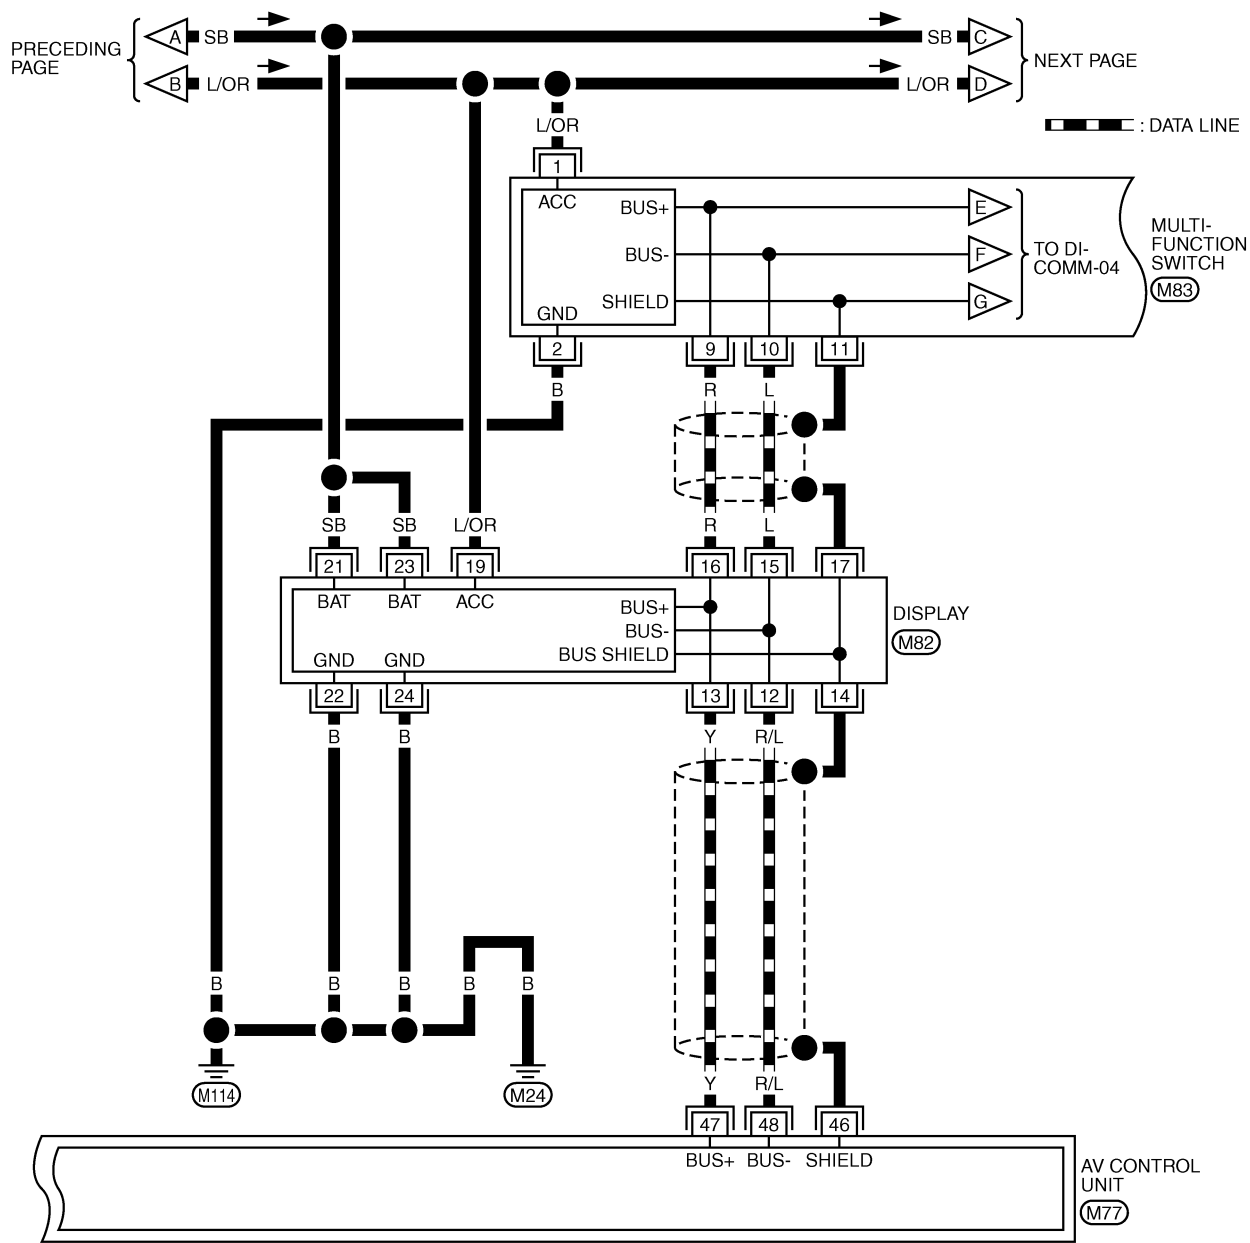 A SB SB C
PRECEDING
PAGE
NEXT PAGE
B L/OR L/OR D
L/OR
: DATA LINE
1
ACC
BUS+ E
BUS- F
SHIELD G
GND
TO DI-
COMM-04
MULTI-
FUNCTION
SWITCH
M83
2 9 10 11
B R L
SB SB L/OR R L
21 23 19 16 15 17
BAT BAT ACC
BUS+
BUS-
BUS SHIELD
GND GND
DISPLAY
M82
22 24 13 12 14
B B Y R/L
B B B B B
M114 M24
Y R/L
47 48 46
BUS+ BUS- SHIELD
AV CONTROL
UNIT
M77